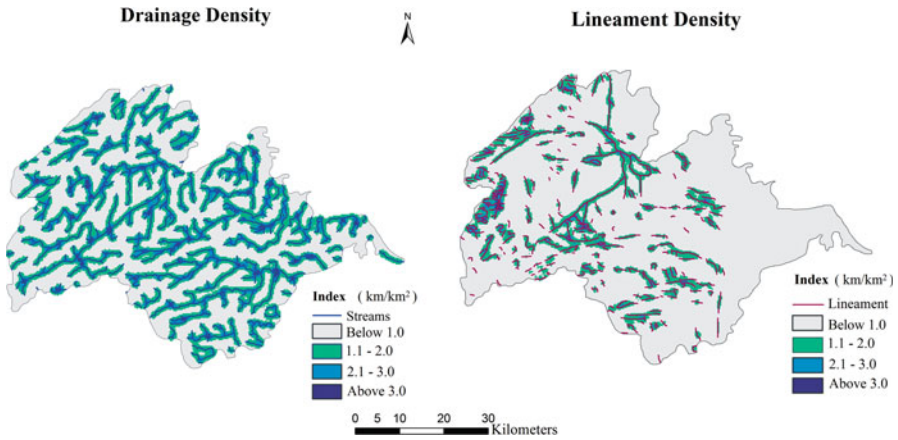 Drainage Density
N
Lineament Density
Index ( km/km²)
Streams
Below 1.0
1.1 - 2.0
2.1 - 3.0
Above 3.0
Index ( km/km²)
Lineament
Below 1.0
1.1 - 2.0
2.1 - 3.0
Above 3.0
0 5 10 20 30
Kilometers